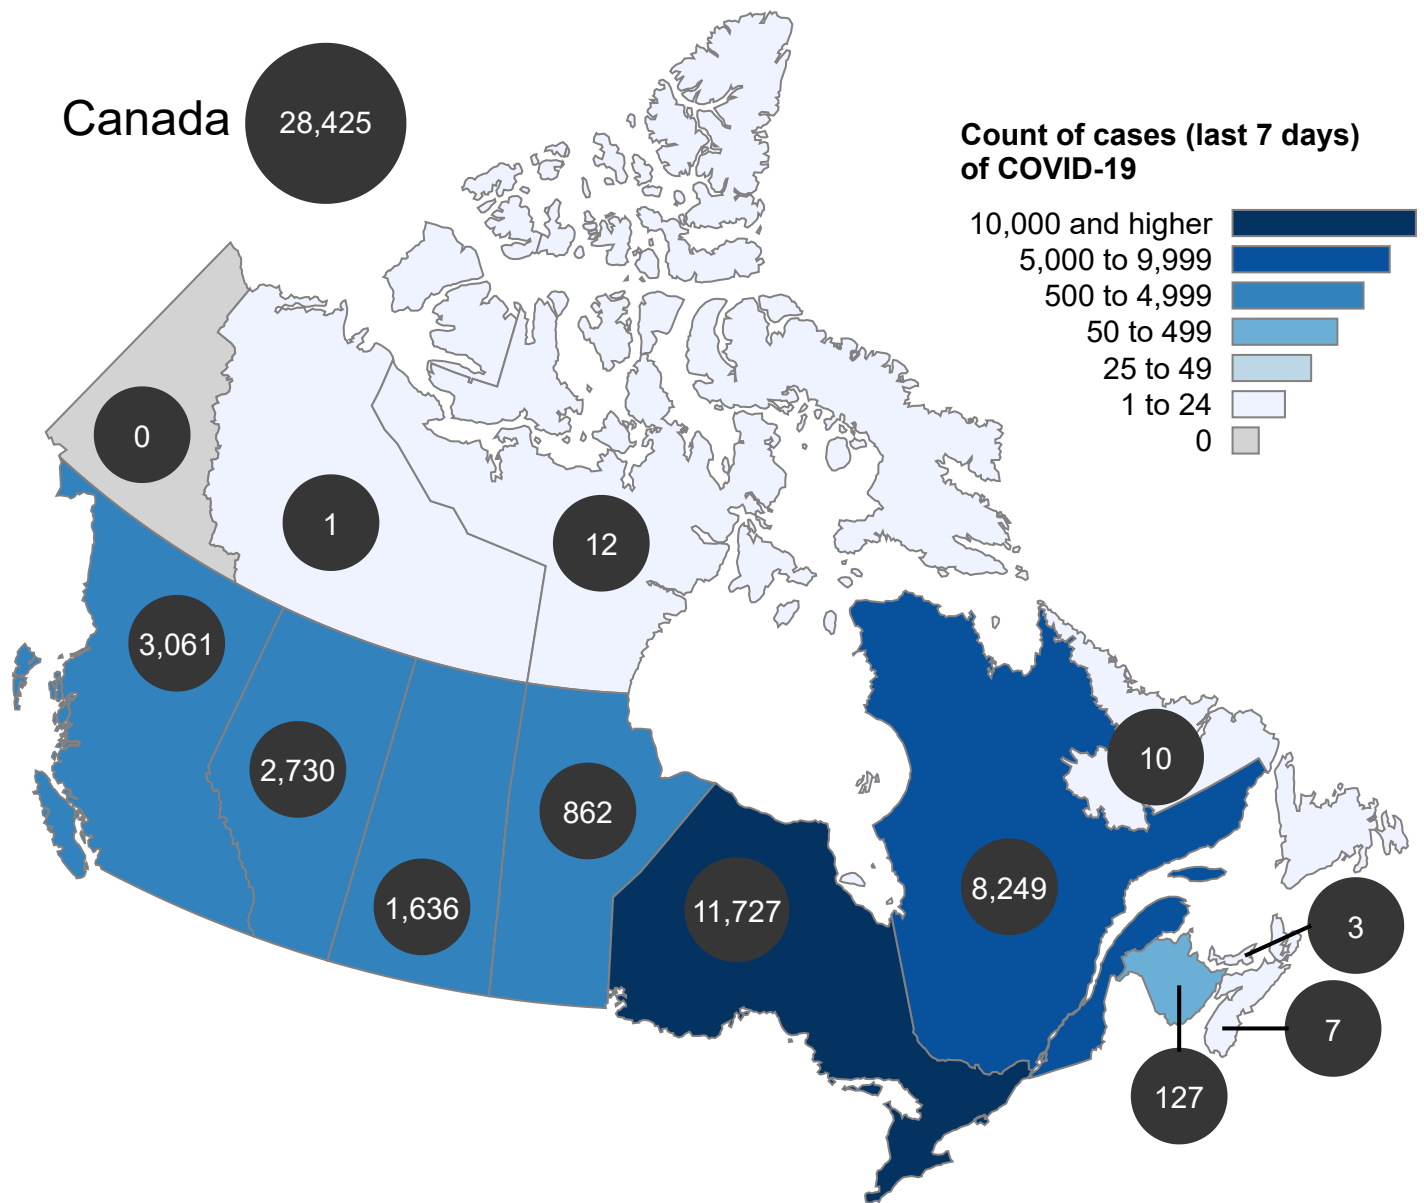 Canada
28,425
Count of cases (last 7 days)
of COVID-19
10,000 and higher
5,000 to 9,999
500 to 4,999
50 to 499
25 to 49
1 to 24
0
0
1
12
3,061
2,730
1,636
862
11,727
8,249
10
3
7
127